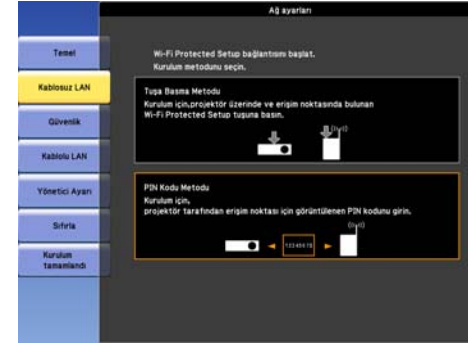 Ağ ayarları
Temel
Kablosuz LAN
Güvenlik
Kablolu LAN
Yönetici Ayarı
Sıfırla
Kurulum
tamamlandı
Wi-Fi Protected Setup bağlantısını başlat.
Kurulum metodunu seçin.
Tuşa Basma Metodu
Kurulum için,projektör üzerinde ve erişim noktasında bulunan
Wi-Fi Protected Setup tuşuna basın.
PIN Kodu Metodu
Kurulum için,
projektör tarafından erişim noktası için görüntülenen PIN kodunu girin.
12345678